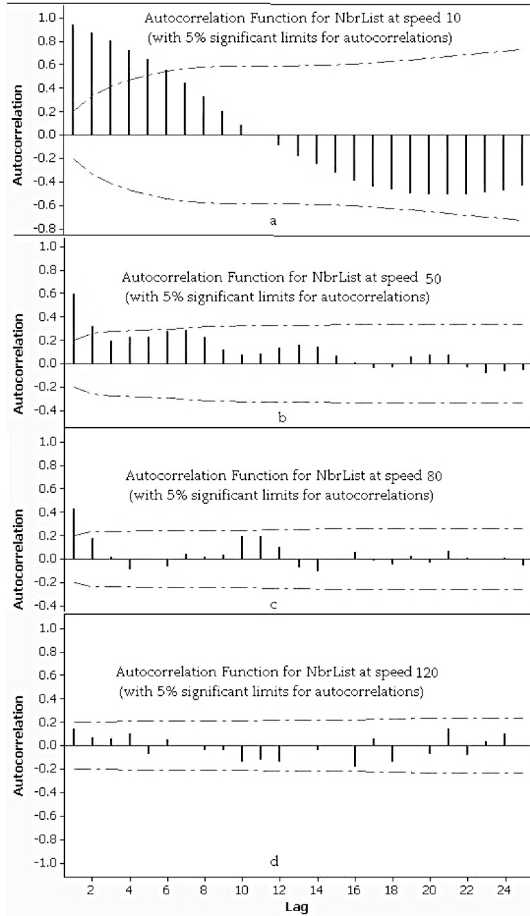 Autocorrelation Function for NbrList at speed 10
(with 5% significant limits for autocorrelations)
Autocorrelation
1.0
0.8
0.6
0.4
0.2
0.0
-0.2
-0.4
-0.6
-0.8
a
Autocorrelation Function for NbrList at speed 50
(with 5% significant limits for autocorrelations)
Autocorrelation
1.0
0.8
0.6
0.4
0.2
0.0
-0.2
-0.4
b
Autocorrelation Function for NbrList at speed 80
(with 5% significant limits for autocorrelations)
Autocorrelation
1.0
0.8
0.6
0.4
0.2
0.0
-0.2
-0.4
c
Autocorrelation Function for NbrList at speed 120
(with 5% significant limits for autocorrelations)
Autocorrelation
1.0
0.8
0.6
0.4
0.2
0.0
-0.2
-0.4
-0.6
-0.8
-1.0
d
2 4 6 8 10 12 14 16 18 20 22 24
Lag